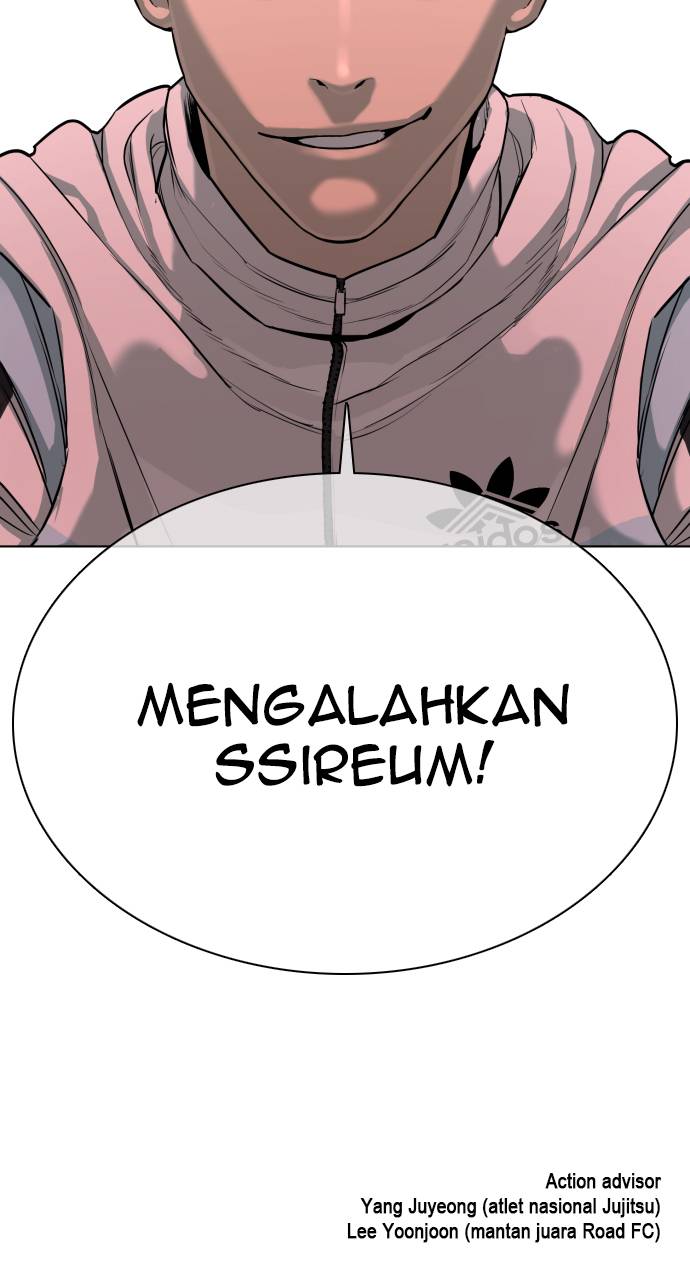 MENGALAHKAN
SSIREUM!
Action advisor
Yang Juyeong (atlet nasional Jujitsu)
Lee Yoonjoon (mantan juara Road FC)